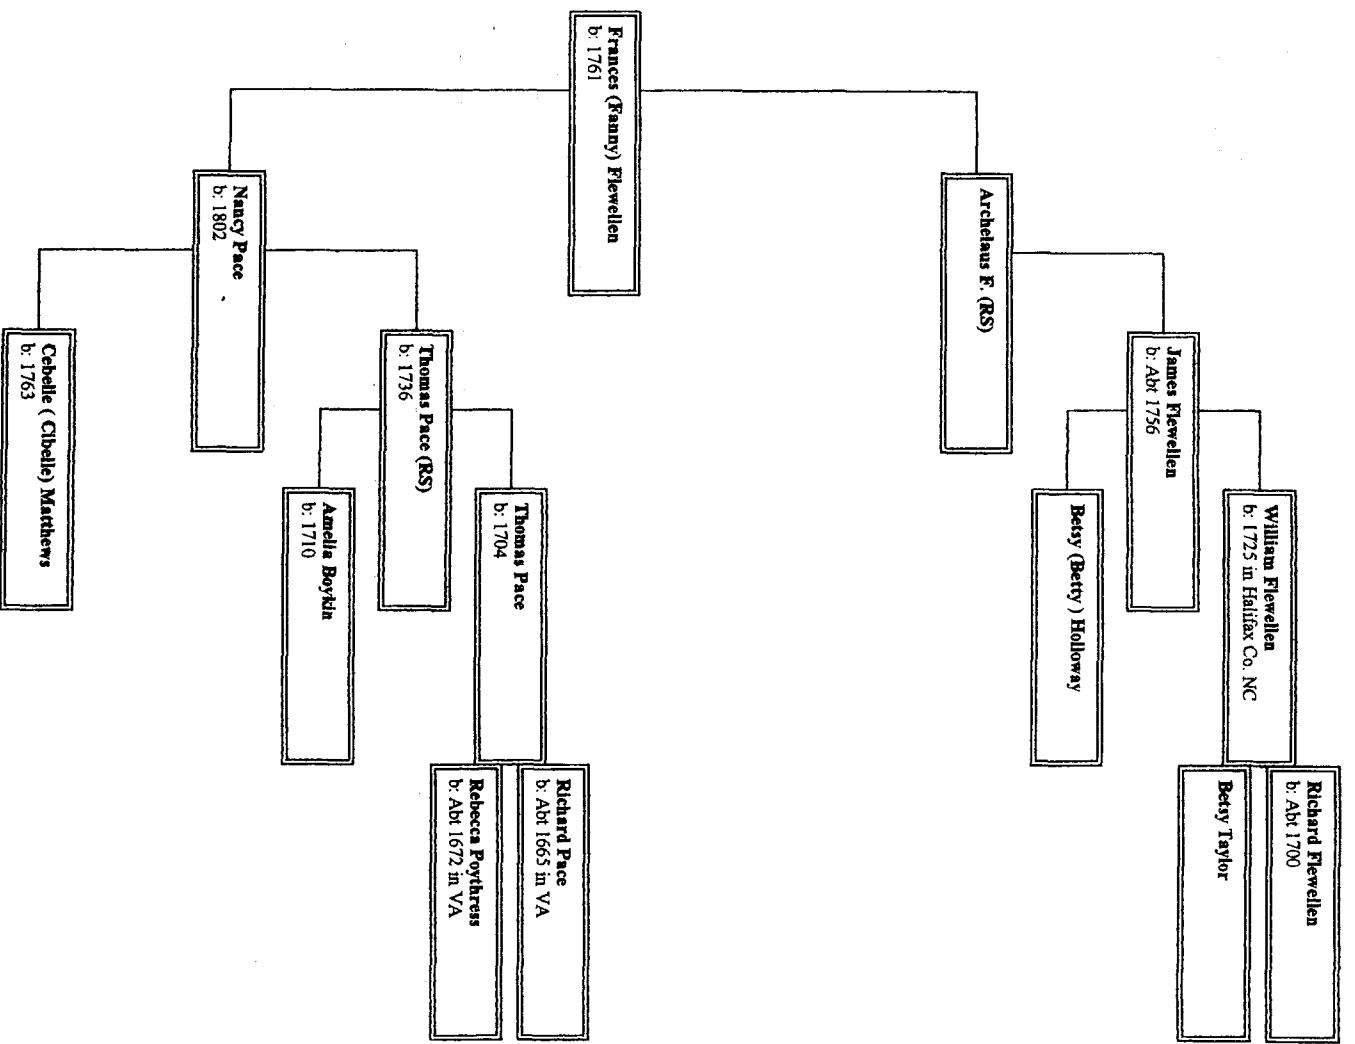 Richard Flewellen
b: Abt 1700
William Flewellen
b: 1725 in Halifax Co. NC
Betsy Taylor
James Flewellen
b: Abt 1756
Betsy (Betty ) Holloway
Archelaus F. (RS)
Frances (Fanny) Flewellen
b: 1761
Richard Pace
b: Abt 1665 in VA
Thomas Pace
b: 1704
Rebecca Poythress
b: Abt 1672 in VA
Thomas Pace (RS)
b: 1736
Amelia Boykin
b: 1710
Nancy Pace
b: 1802
Cebelle ( Cibelle) Matthews
b: 1763